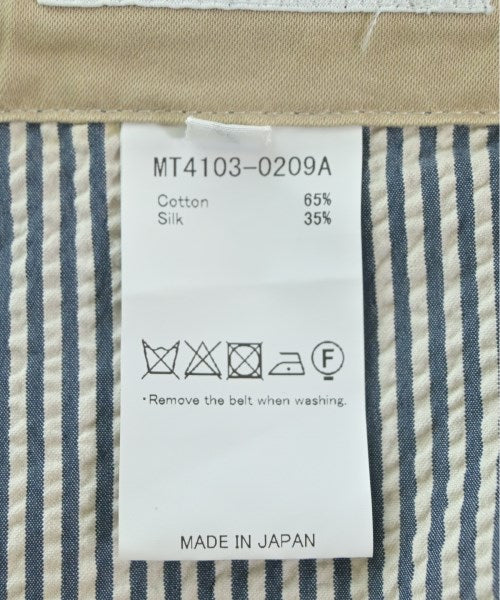 MT4103-0209A
Cotton 65%
Silk 35%
F
・Remove the belt when washing.
MADE IN JAPAN